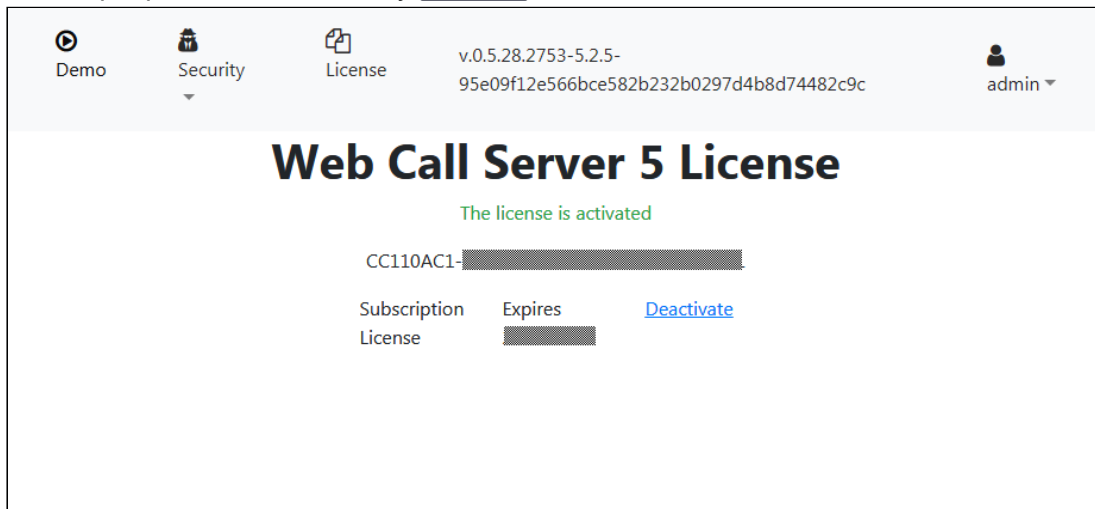 Demo
Security
License
v.0.5.28.2753-5.2.5-
95e09f12e566bce582b232b0297d4b8d74482c9c
admin
Web Call Server 5 License
The license is activated
CC110AC1-
Subscription Expires Deactivate
License